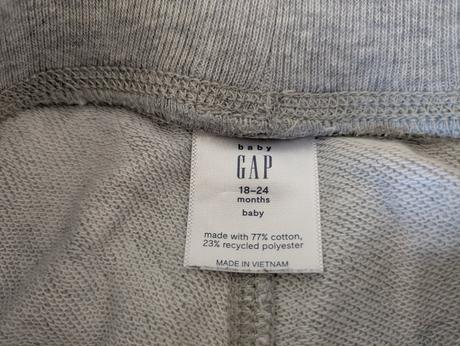 baby
GAP
18–24
months
baby
made with 77% cotton,
23% recycled polyester
MADE IN VIETNAM